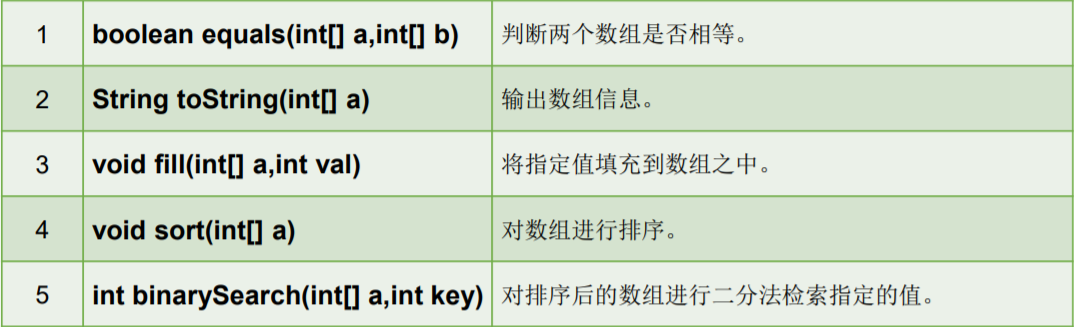 1 boolean equals(int[] a,int[] b) 判断两个数组是否相等。
2 String toString(int[] a) 输出数组信息。
3 void fill(int[] a,int val) 将指定值填充到数组之中。
4 void sort(int[] a) 对数组进行排序。
5 int binarySearch(int[] a,int key) 对排序后的数组进行二分法检索指定的值。